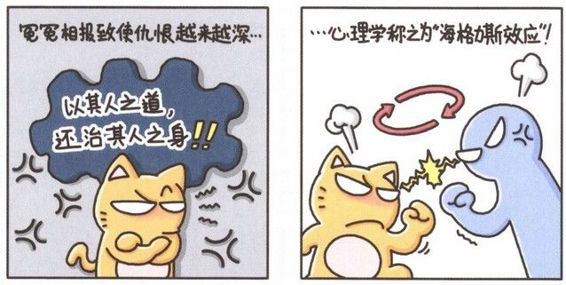 冤冤相报致使仇恨越来越深…
以其人之道,
还治其人之身!!
…心理学称之为“海格力斯效应”!